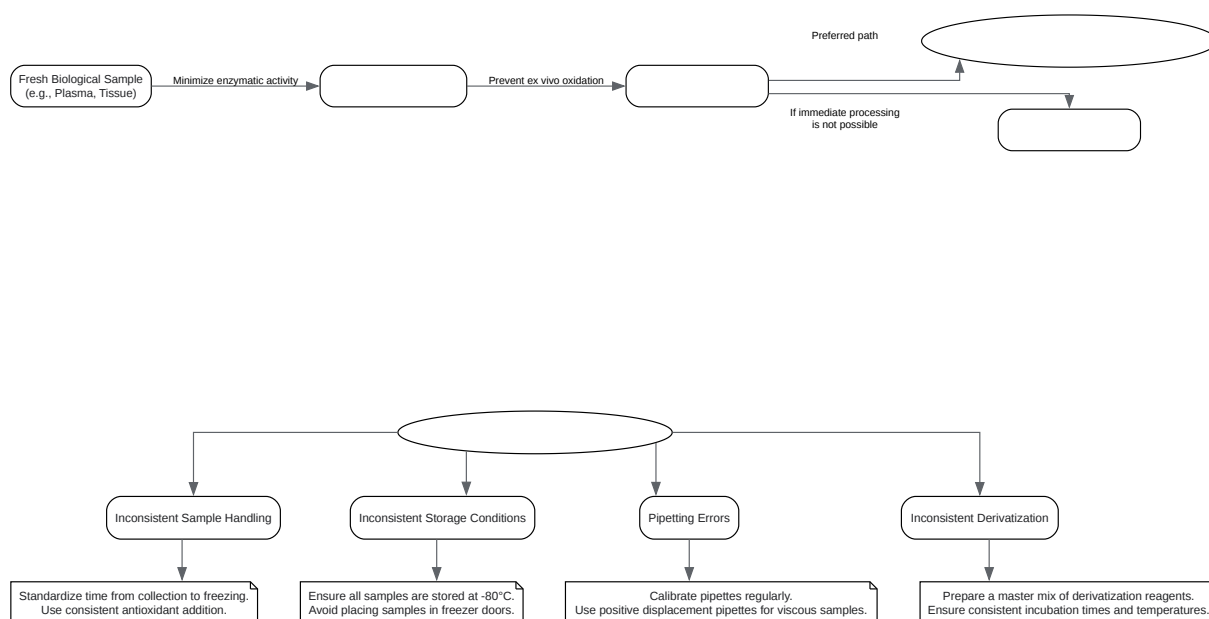 Preferred path
Fresh Biological Sample
(e.g., Plasma, Tissue)
Minimize enzymatic activity
Prevent ex vivo oxidation
If immediate processing
is not possible
Inconsistent Sample Handling
Inconsistent Storage Conditions
Pipetting Errors
Inconsistent Derivatization
Standardize time from collection to freezing.
Use consistent antioxidant addition.
Ensure all samples are stored at -80°C.
Avoid placing samples in freezer doors.
Calibrate pipettes regularly.
Use positive displacement pipettes for viscous samples.
Prepare a master mix of derivatization reagents.
Ensure consistent incubation times and temperatures.